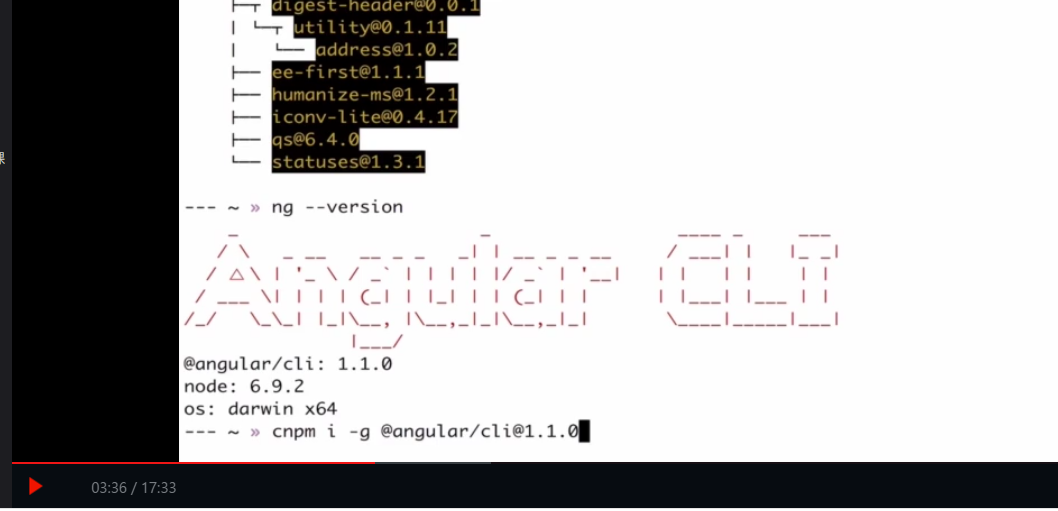 digest-header@0.0.1
utility@0.1.11
address@1.0.2
ee-first@1.1.1
humanize-ms@1.2.1
iconv-lite@0.4.17
qs@6.4.0
statuses@1.3.1
--- ~ » ng --version
Angular CLI
@angular/cli: 1.1.0
node: 6.9.2
os: darwin x64
--- ~ » cnpm i -g @angular/cli@1.1.0
03:36 / 17:33